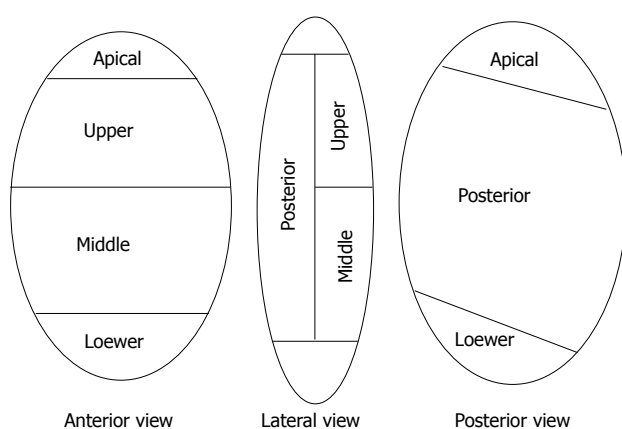 Apical
Upper
Middle
Loewer
Anterior view
Posterior
Upper
Middle
Lateral view
Apical
Posterior
Loewer
Posterior view